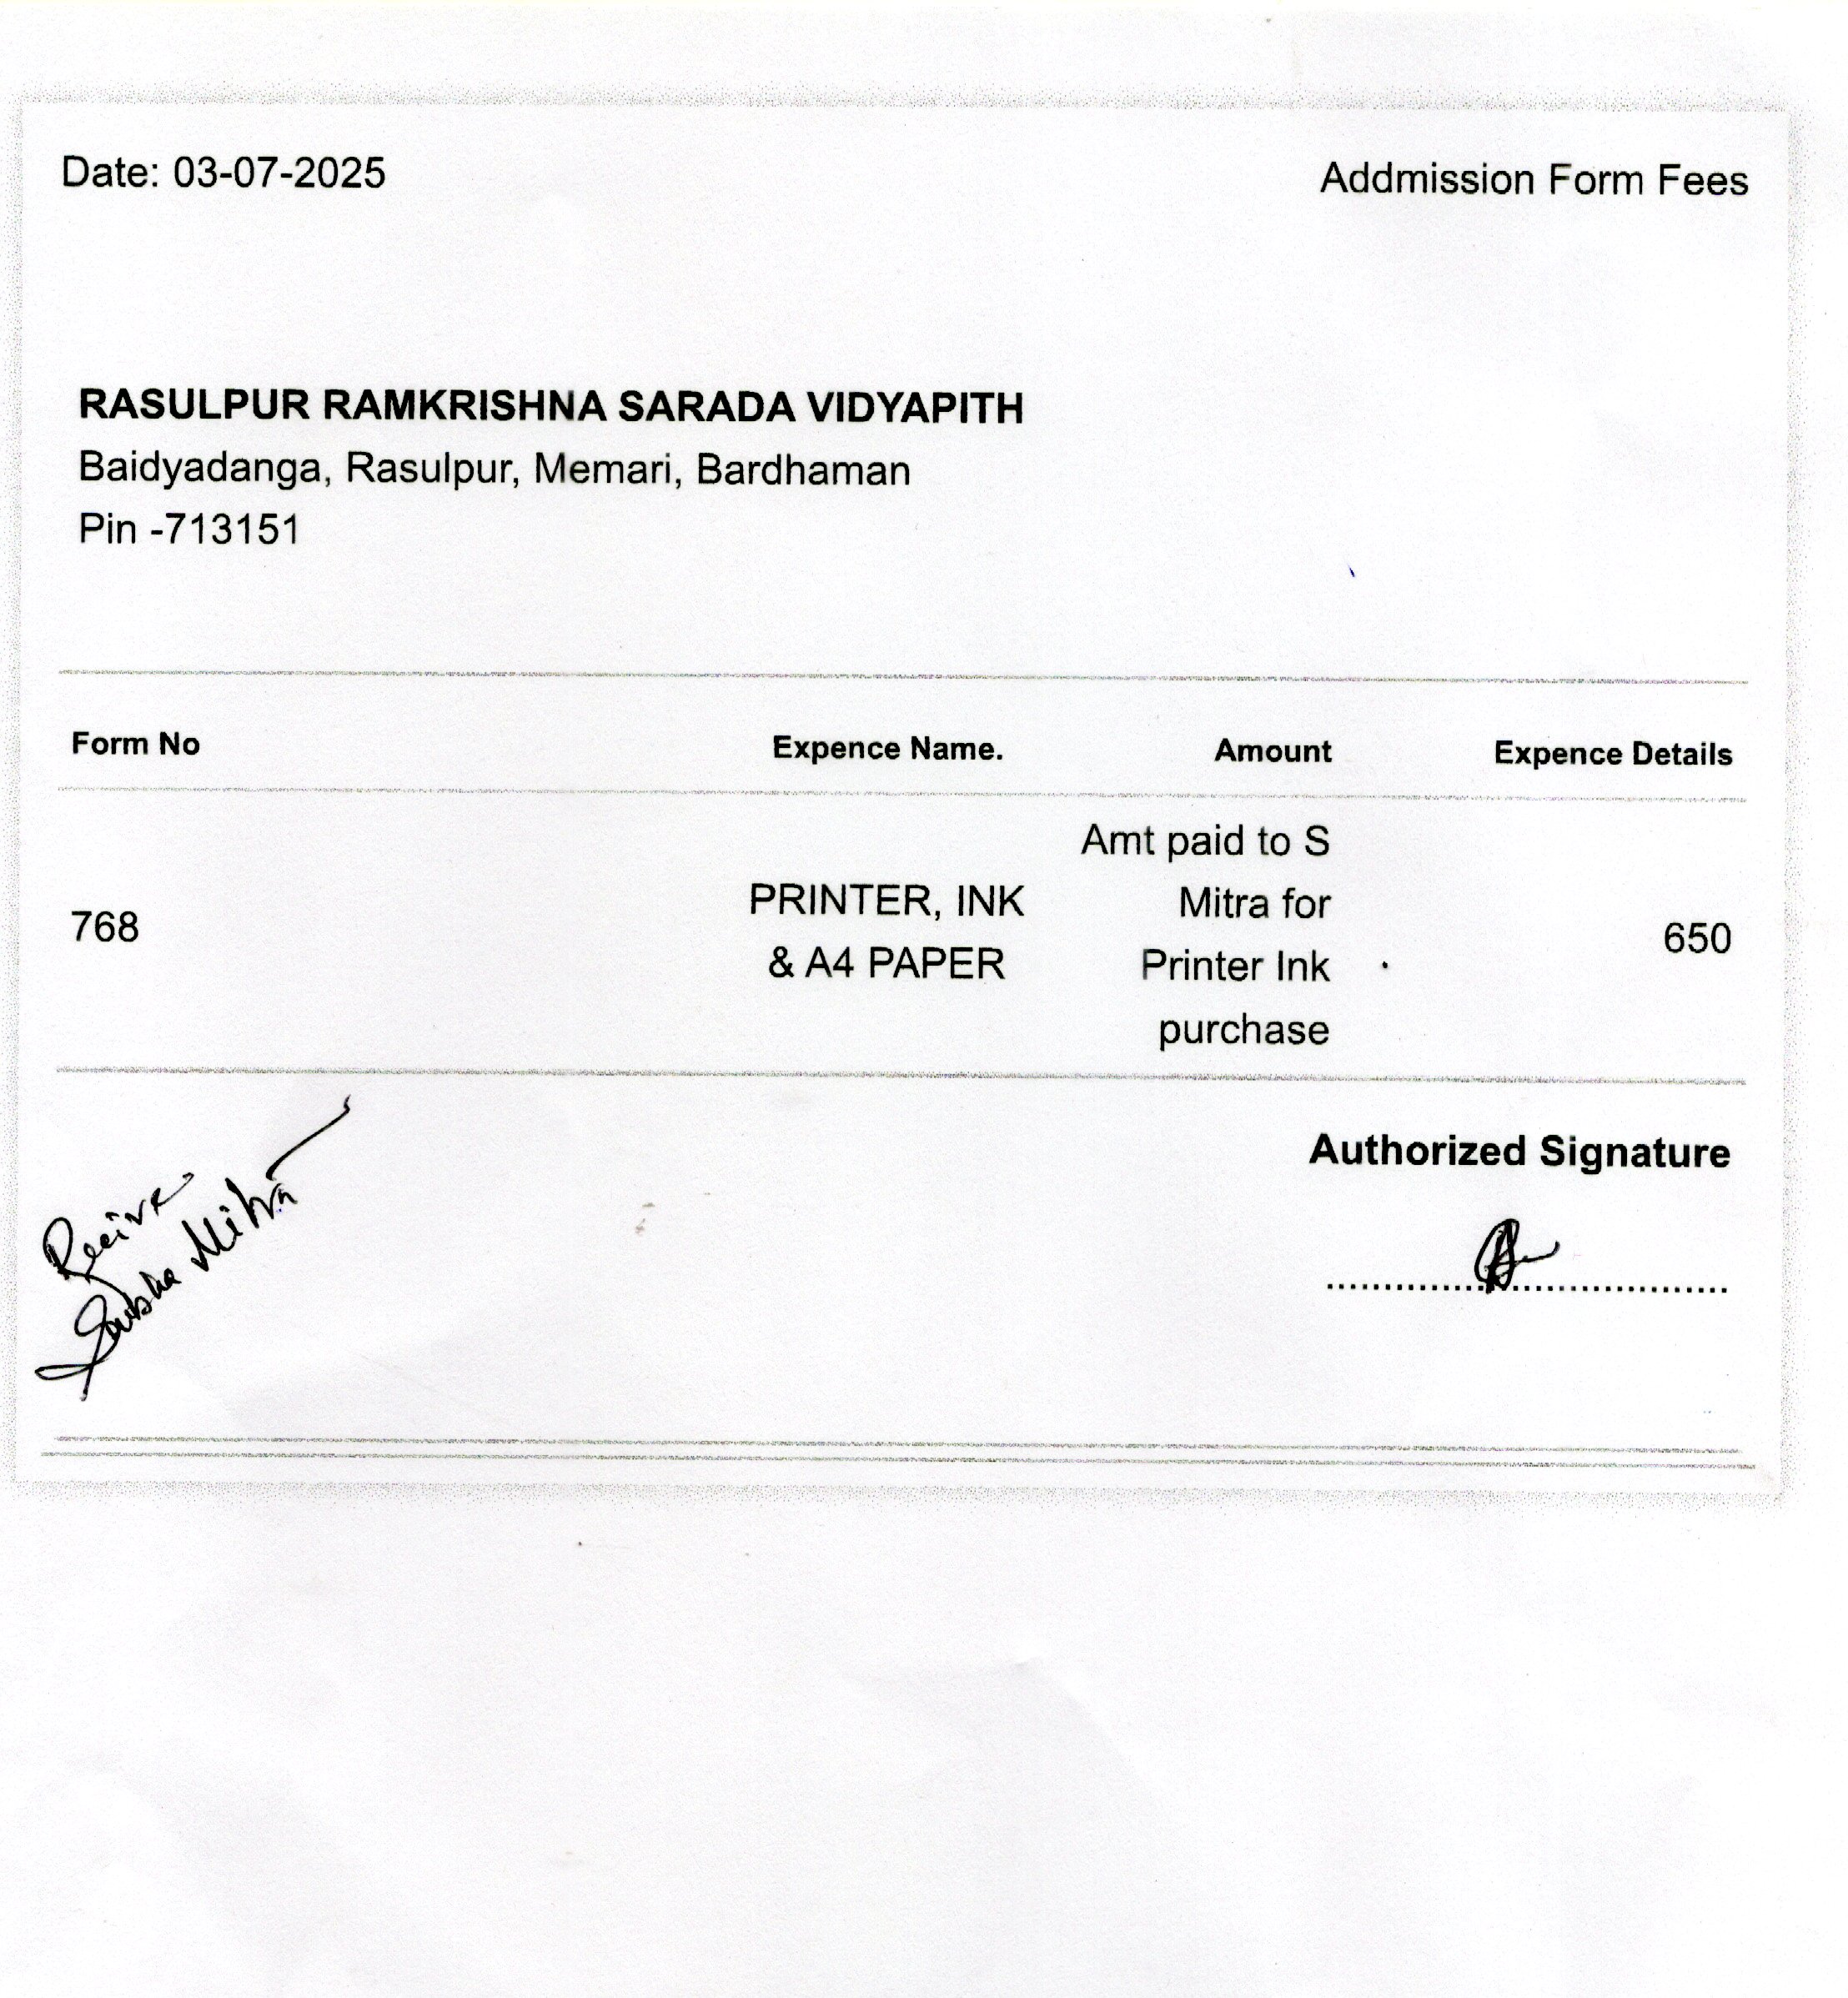 Date: 03-07-2025
Addmission Form Fees
RASULPUR RAMKRISHNA SARADA VIDYAPITH
Baidyadanga, Rasulpur, Memari, Bardhaman
Pin -713151
Form No Expence Name. Amount Expence Details
768
PRINTER, INK
& A4 PAPER
Amt paid to S
Mitra for
Printer Ink
purchase
650
Authorized Signature
Mitra